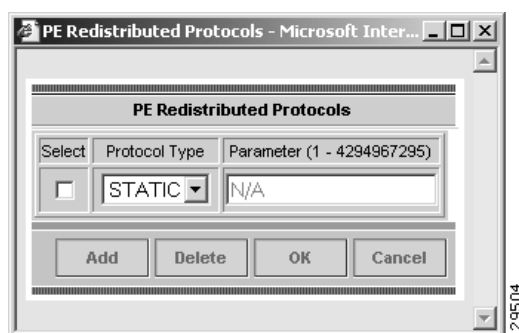 PE Redistributed Protocols - Microsoft Inter...
PE Redistributed Protocols
Select Protocol Type Parameter (1 - 4294967295)
STATIC N/A
Add Delete OK Cancel
29504